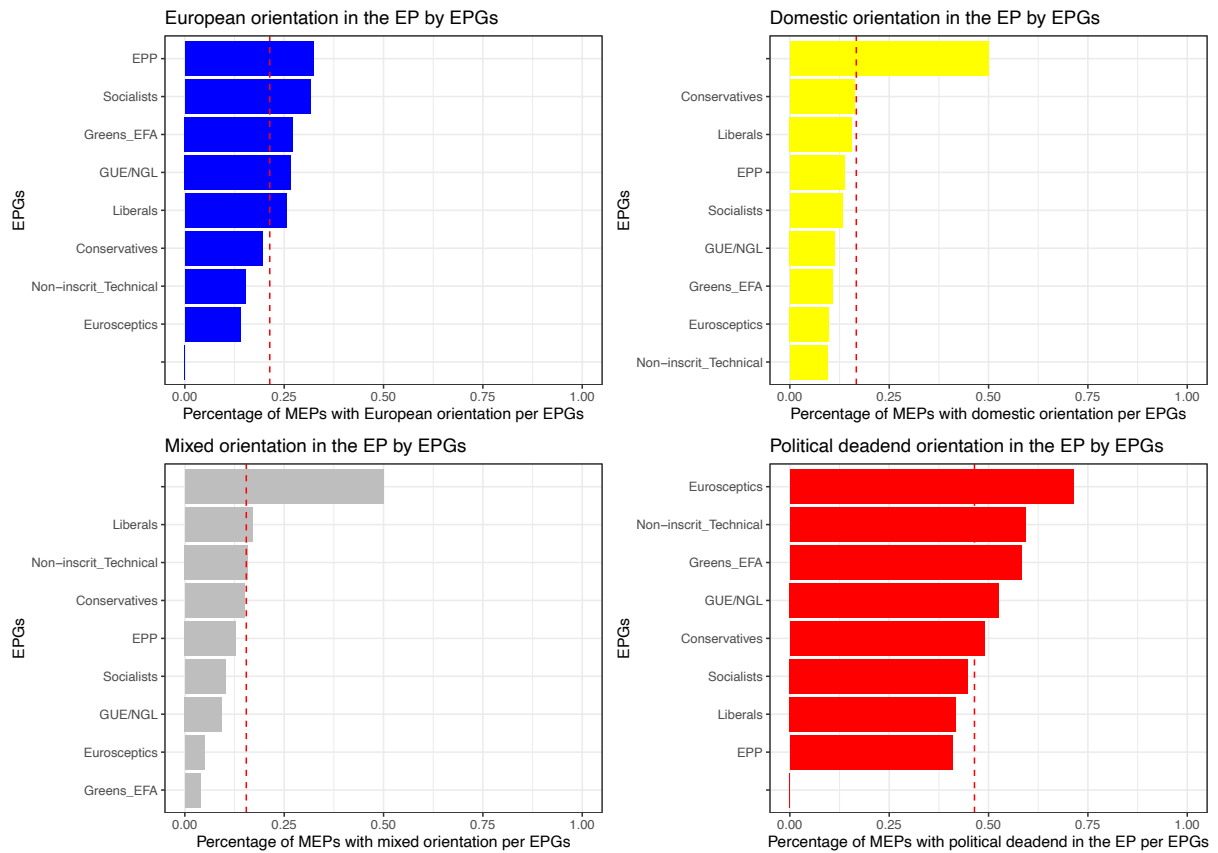 European orientation in the EP by EPGs
EPGs
EPP
Socialists
Greens_EFA
GUE/NGL
Liberals
Conservatives
Non−inscrit_Technical
Eurosceptics
0.00 0.25 0.50 0.75 1.00
Percentage of MEPs with European orientation per EPGs
Domestic orientation in the EP by EPGs
EPGs
Conservatives
Liberals
EPP
Socialists
GUE/NGL
Greens_EFA
Eurosceptics
Non−inscrit_Technical
0.00 0.25 0.50 0.75 1.00
Percentage of MEPs with domestic orientation per EPGs
Mixed orientation in the EP by EPGs
EPGs
Liberals
Non−inscrit_Technical
Conservatives
EPP
Socialists
GUE/NGL
Eurosceptics
Greens_EFA
0.00 0.25 0.50 0.75 1.00
Percentage of MEPs with mixed orientation per EPGs
Political deadend orientation in the EP by EPGs
EPGs
Eurosceptics
Non−inscrit_Technical
Greens_EFA
GUE/NGL
Conservatives
Socialists
Liberals
EPP
0.00 0.25 0.50 0.75 1.00
Percentage of MEPs with political deadend in the EP per EPGs